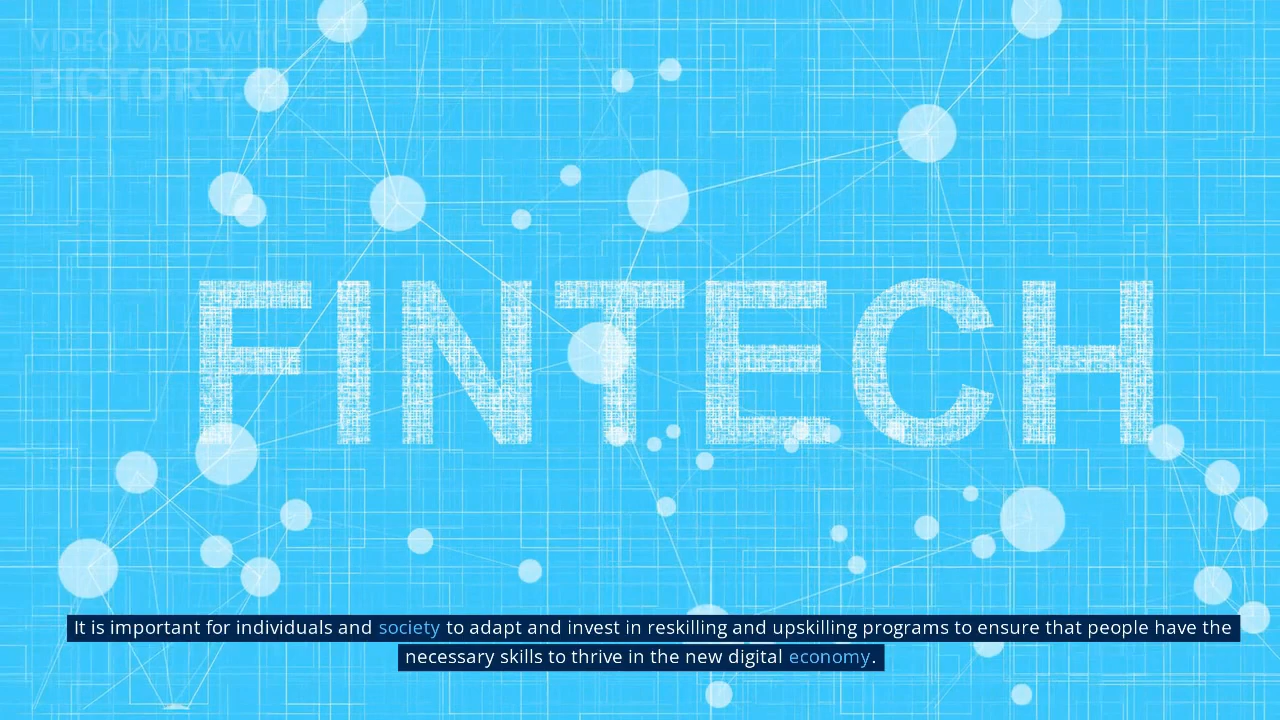 VIDEO MADE WITH
PICTORY
FINTECH
It is important for individuals and society to adapt and invest in reskilling and upskilling programs to ensure that people have the
necessary skills to thrive in the new digital economy.